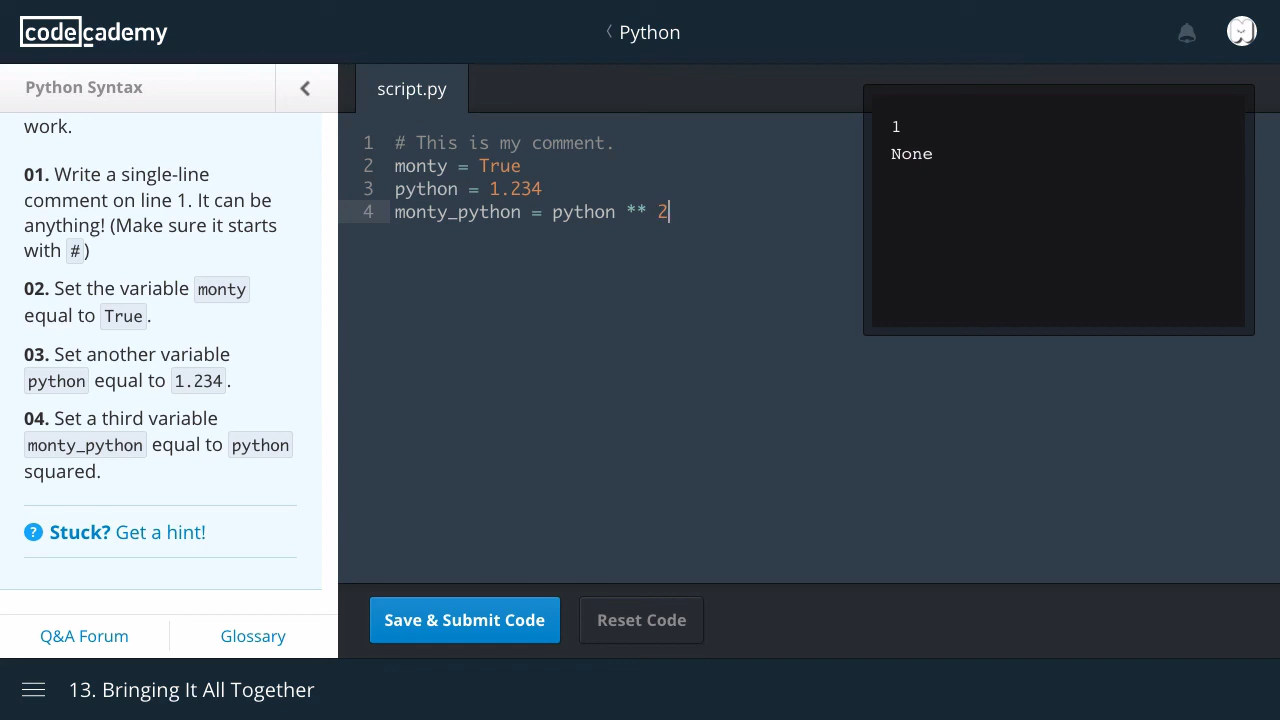 codecademy
Python
Python Syntax
work.
01. Write a single-line
comment on line 1. It can be
anything! (Make sure it starts
with #)
02. Set the variable monty
equal to True.
03. Set another variable
python equal to 1.234.
04. Set a third variable
monty_python equal to python
squared.
? Stuck? Get a hint!
Q&A Forum Glossary
script.py
1 # This is my comment.
2 monty = True
3 python = 1.234
4 monty_python = python ** 2
1
None
Save & Submit Code Reset Code
13. Bringing It All Together